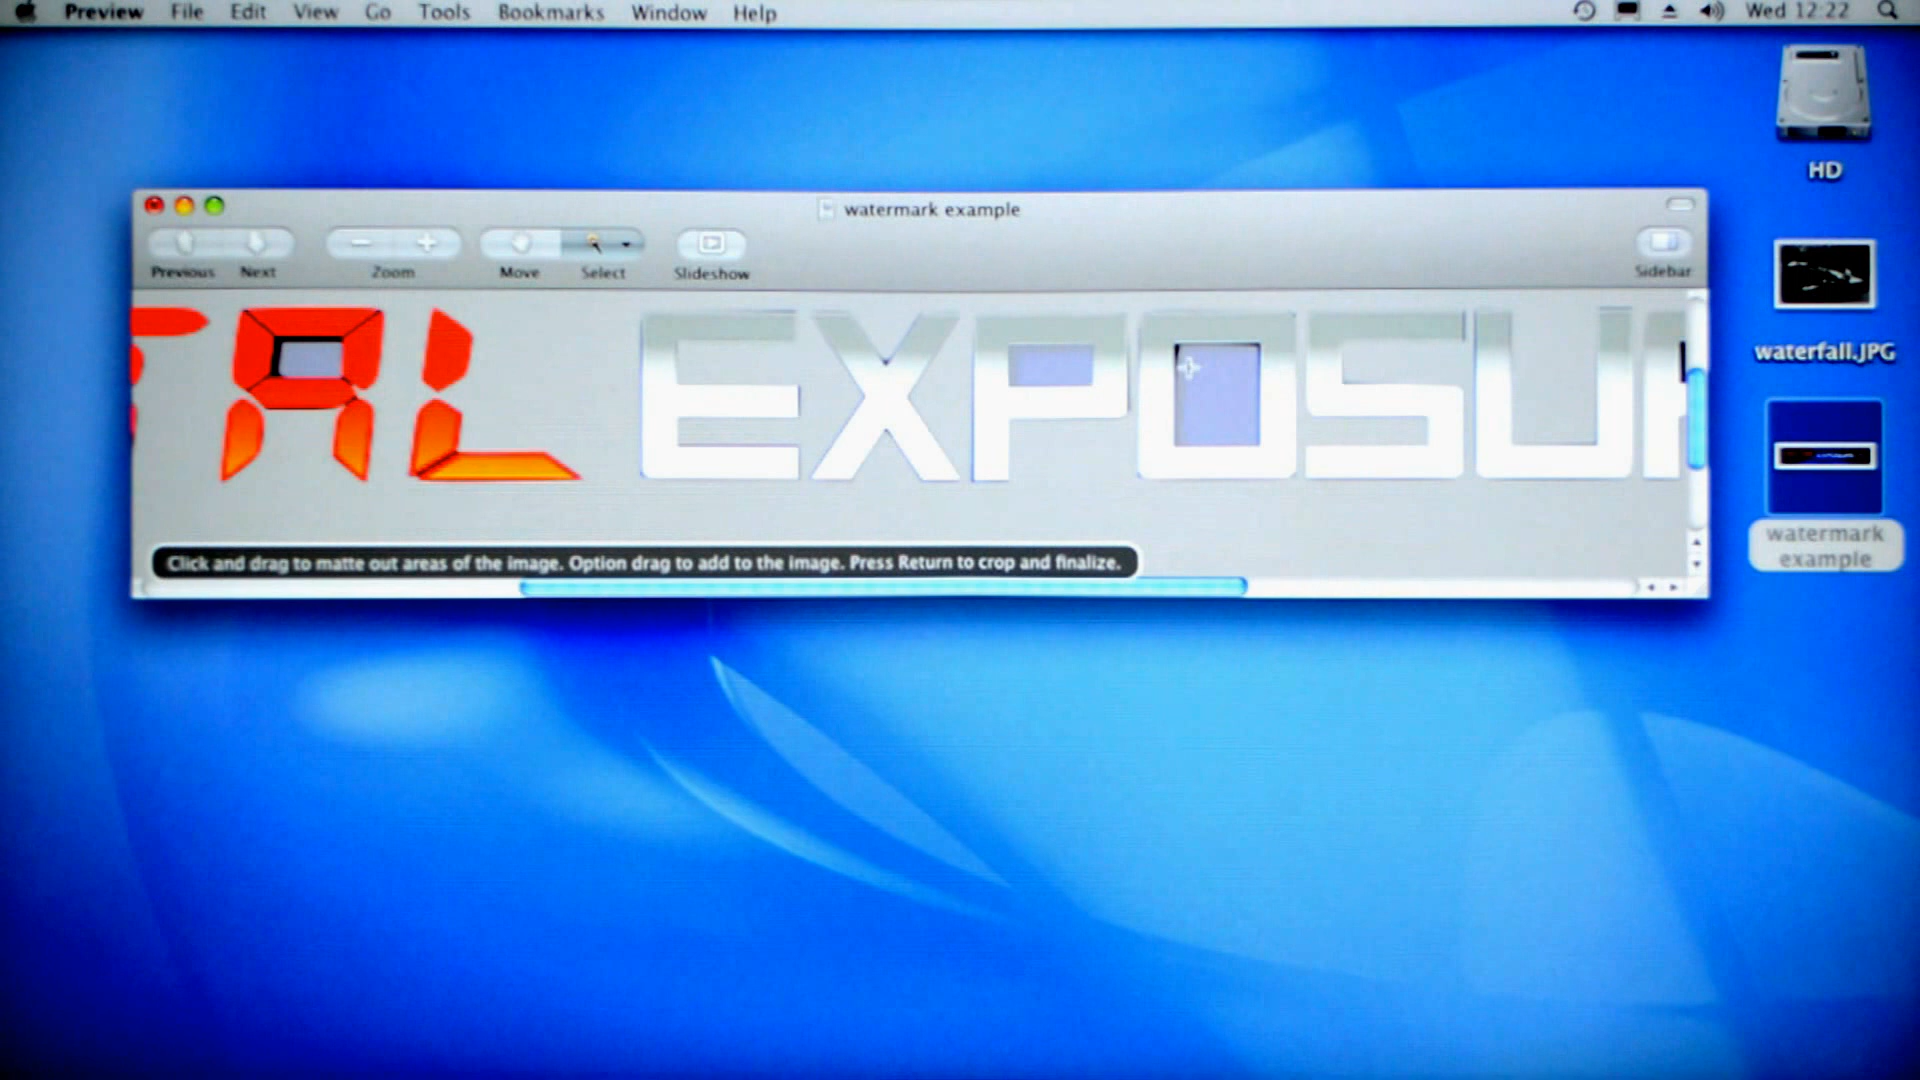 Preview File Edit View Go Tools Bookmarks Window Help Wed 12:22
HD
watermark example
Previous Next Zoom Move Select Slideshow Sidebar
TAL EXPOSUR
waterfall.JPG
watermark
example
Click and drag to matte out areas of the image. Option drag to add to the image. Press Return to crop and finalize.